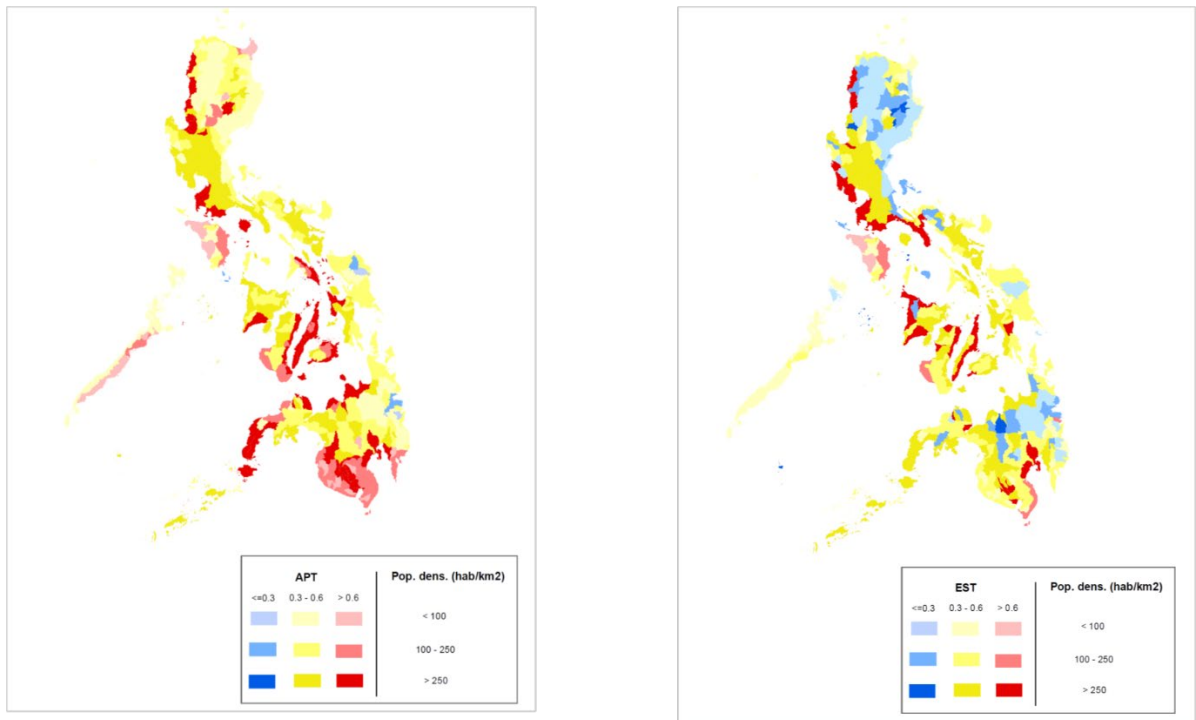 APT Pop. dens. (hab/km2)
<=0.3 0.3 - 0.6 > 0.6
< 100
100 - 250
> 250
EST Pop. dens. (hab/km2)
<=0.3 0.3 - 0.6 > 0.6
< 100
100 - 250
> 250